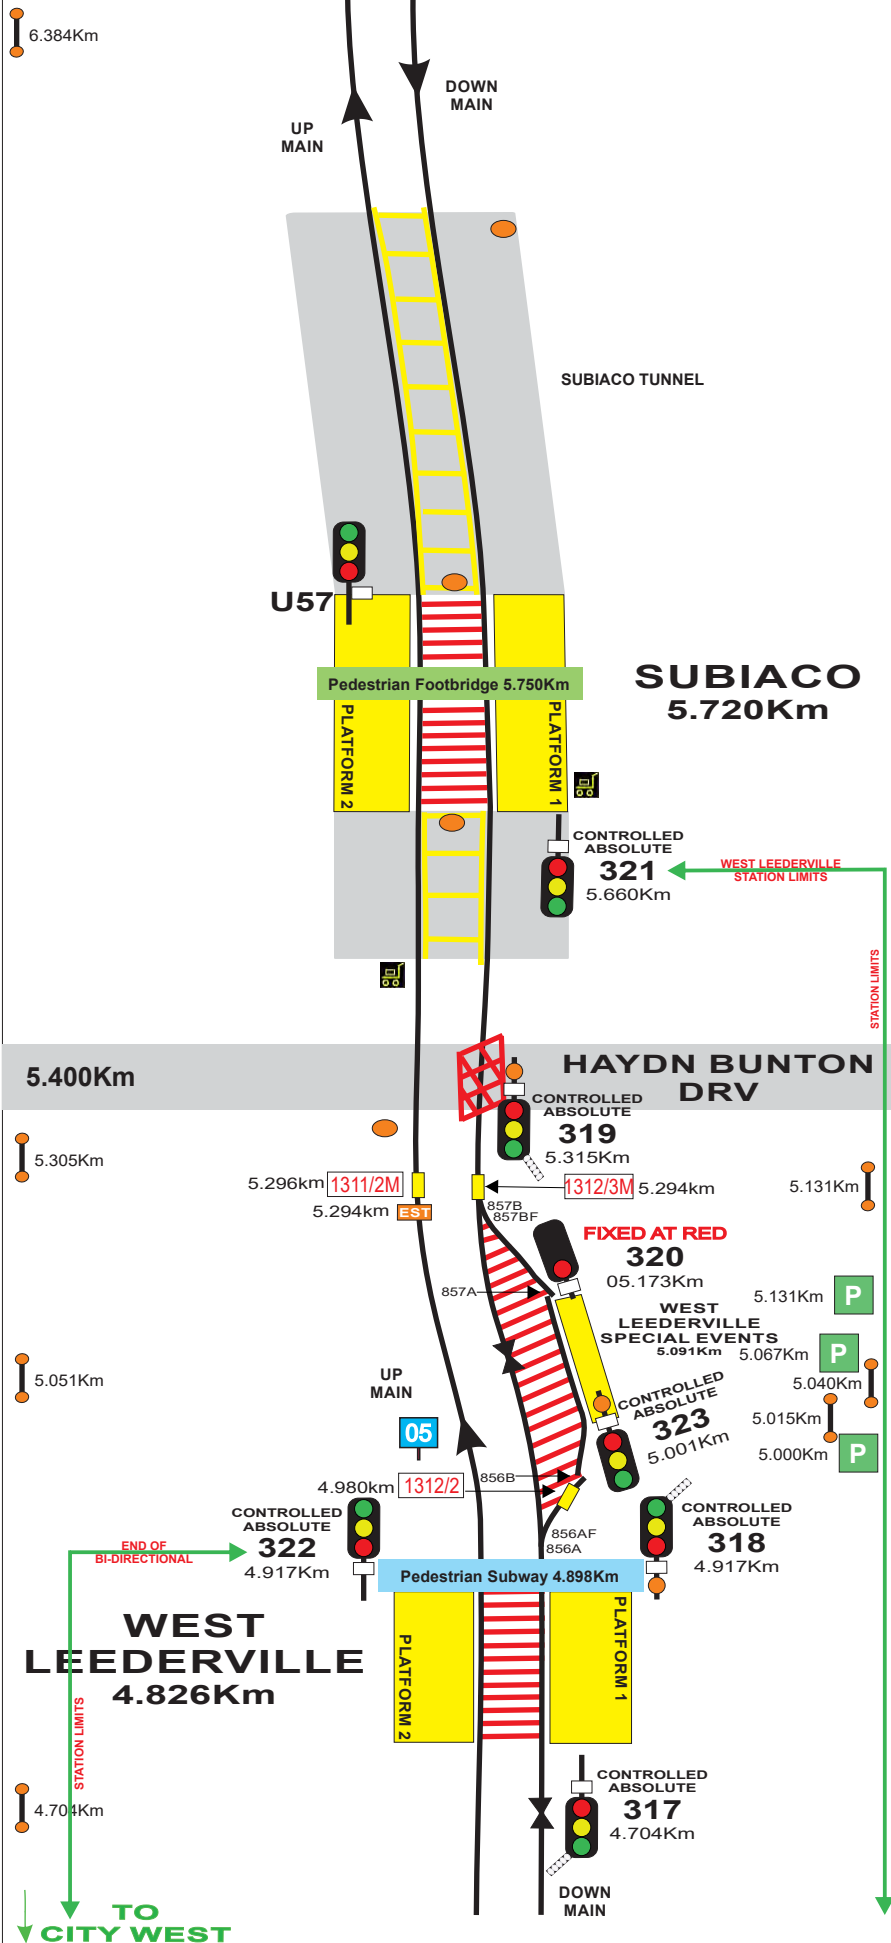 6.384Km
DOWN
MAIN
UP
MAIN
SUBIACO TUNNEL
U57
Pedestrian Footbridge 5.750Km
SUBIACO
5.720Km
PLATFORM 2
PLATFORM 1
CONTROLLED
ABSOLUTE
321
5.660Km
WEST LEEDERVILLE
STATION LIMITS
STATION LIMITS
5.400Km
HAYDN BUNTON
DRV
CONTROLLED
ABSOLUTE
319
5.315Km
5.305Km
5.296km 1311/2M
1312/3M 5.294km
5.131Km
5.294km EST
857B
857BF
FIXED AT RED
320
05.173Km
857A
5.131Km P
WEST
LEEDERVILLE
SPECIAL EVENTS
5.091Km
5.067Km P
5.051Km
UP
MAIN
5.040Km
CONTROLLED
ABSOLUTE
323
5.001Km
5.015Km
05
5.000Km P
856B
4.980km 1312/2
CONTROLLED
ABSOLUTE
322
4.917Km
CONTROLLED
ABSOLUTE
318
4.917Km
856AF
856A
END OF
BI-DIRECTIONAL
Pedestrian Subway 4.898Km
WEST
LEEDERVILLE
4.826Km
PLATFORM 2
PLATFORM 1
STATION LIMITS
CONTROLLED
ABSOLUTE
317
4.704Km
4.704Km
DOWN
MAIN
TO
CITY WEST